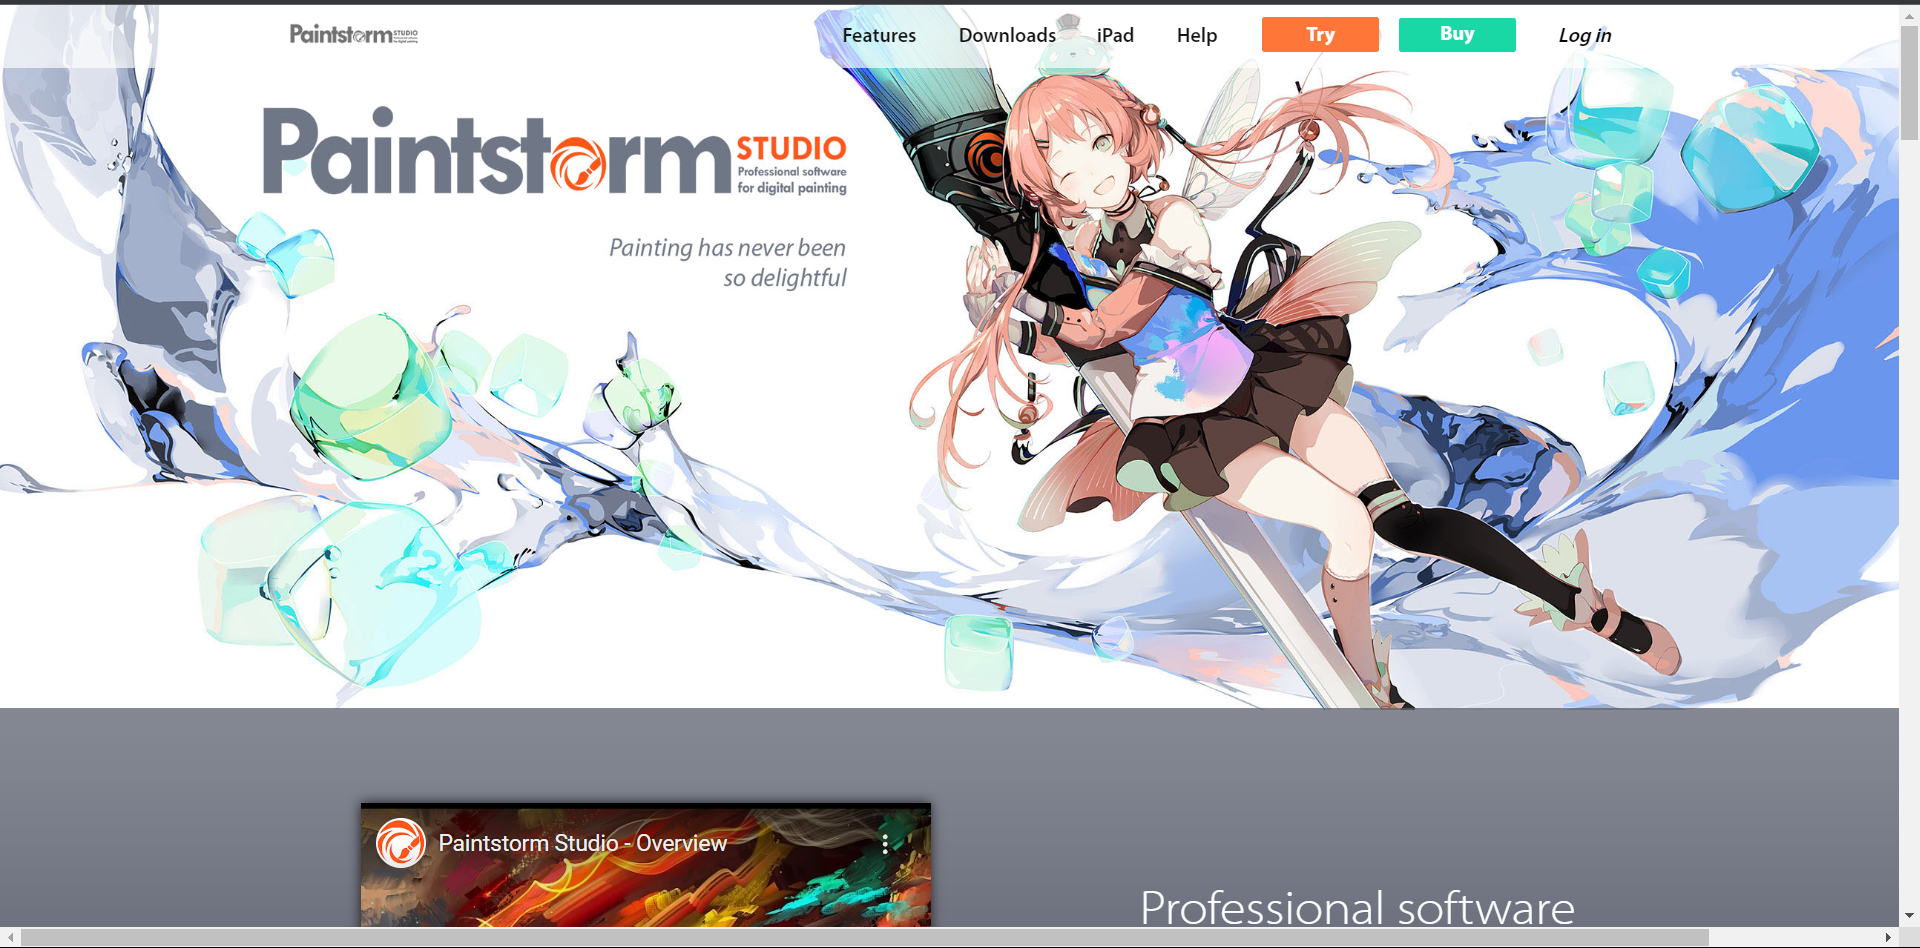 Paintstorm STUDIO
Features
Downloads
iPad
Help
Try
Buy
Log in
Paintstorm STUDIO
Professional software
for digital painting
Painting has never been
so delightful
Paintstorm Studio - Overview
Professional software